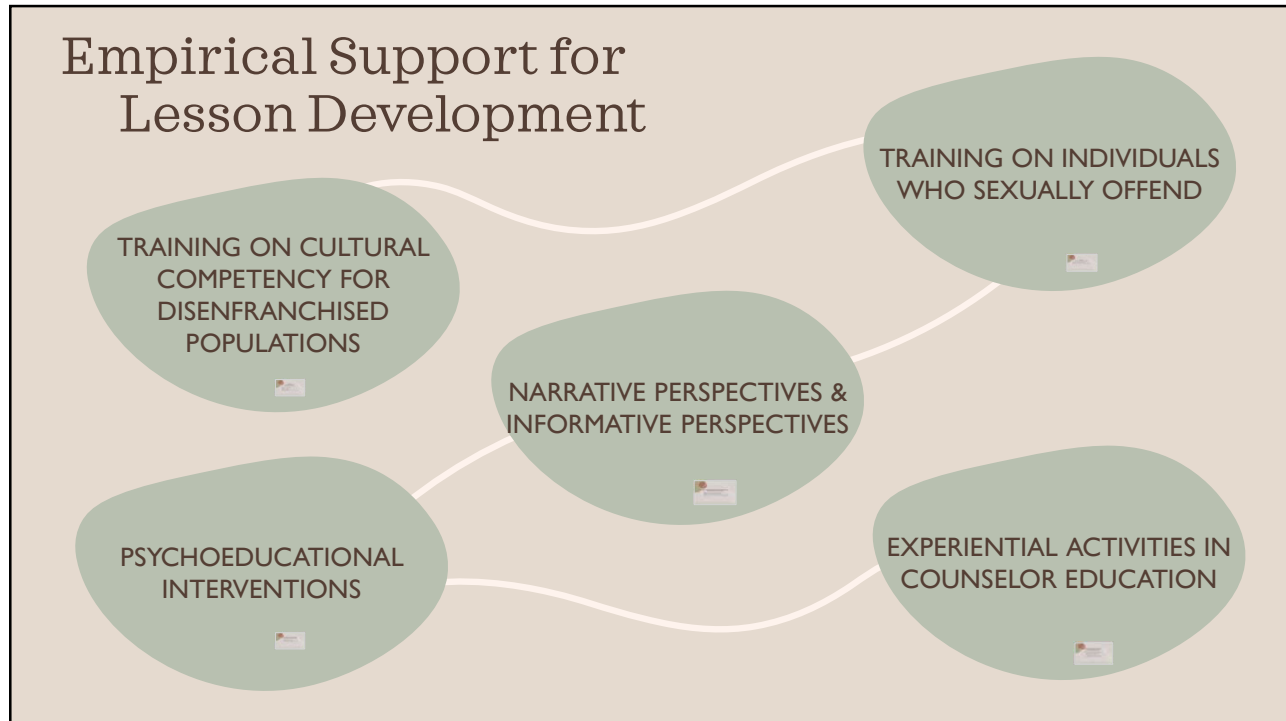 Empirical Support for
Lesson Development
TRAINING ON CULTURAL
COMPETENCY FOR
DISENFRANCHISED
POPULATIONS
TRAINING ON INDIVIDUALS
WHO SEXUALLY OFFEND
NARRATIVE PERSPECTIVES &
INFORMATIVE PERSPECTIVES
PSYCHOEDUCATIONAL
INTERVENTIONS
EXPERIENTIAL ACTIVITIES IN
COUNSELOR EDUCATION